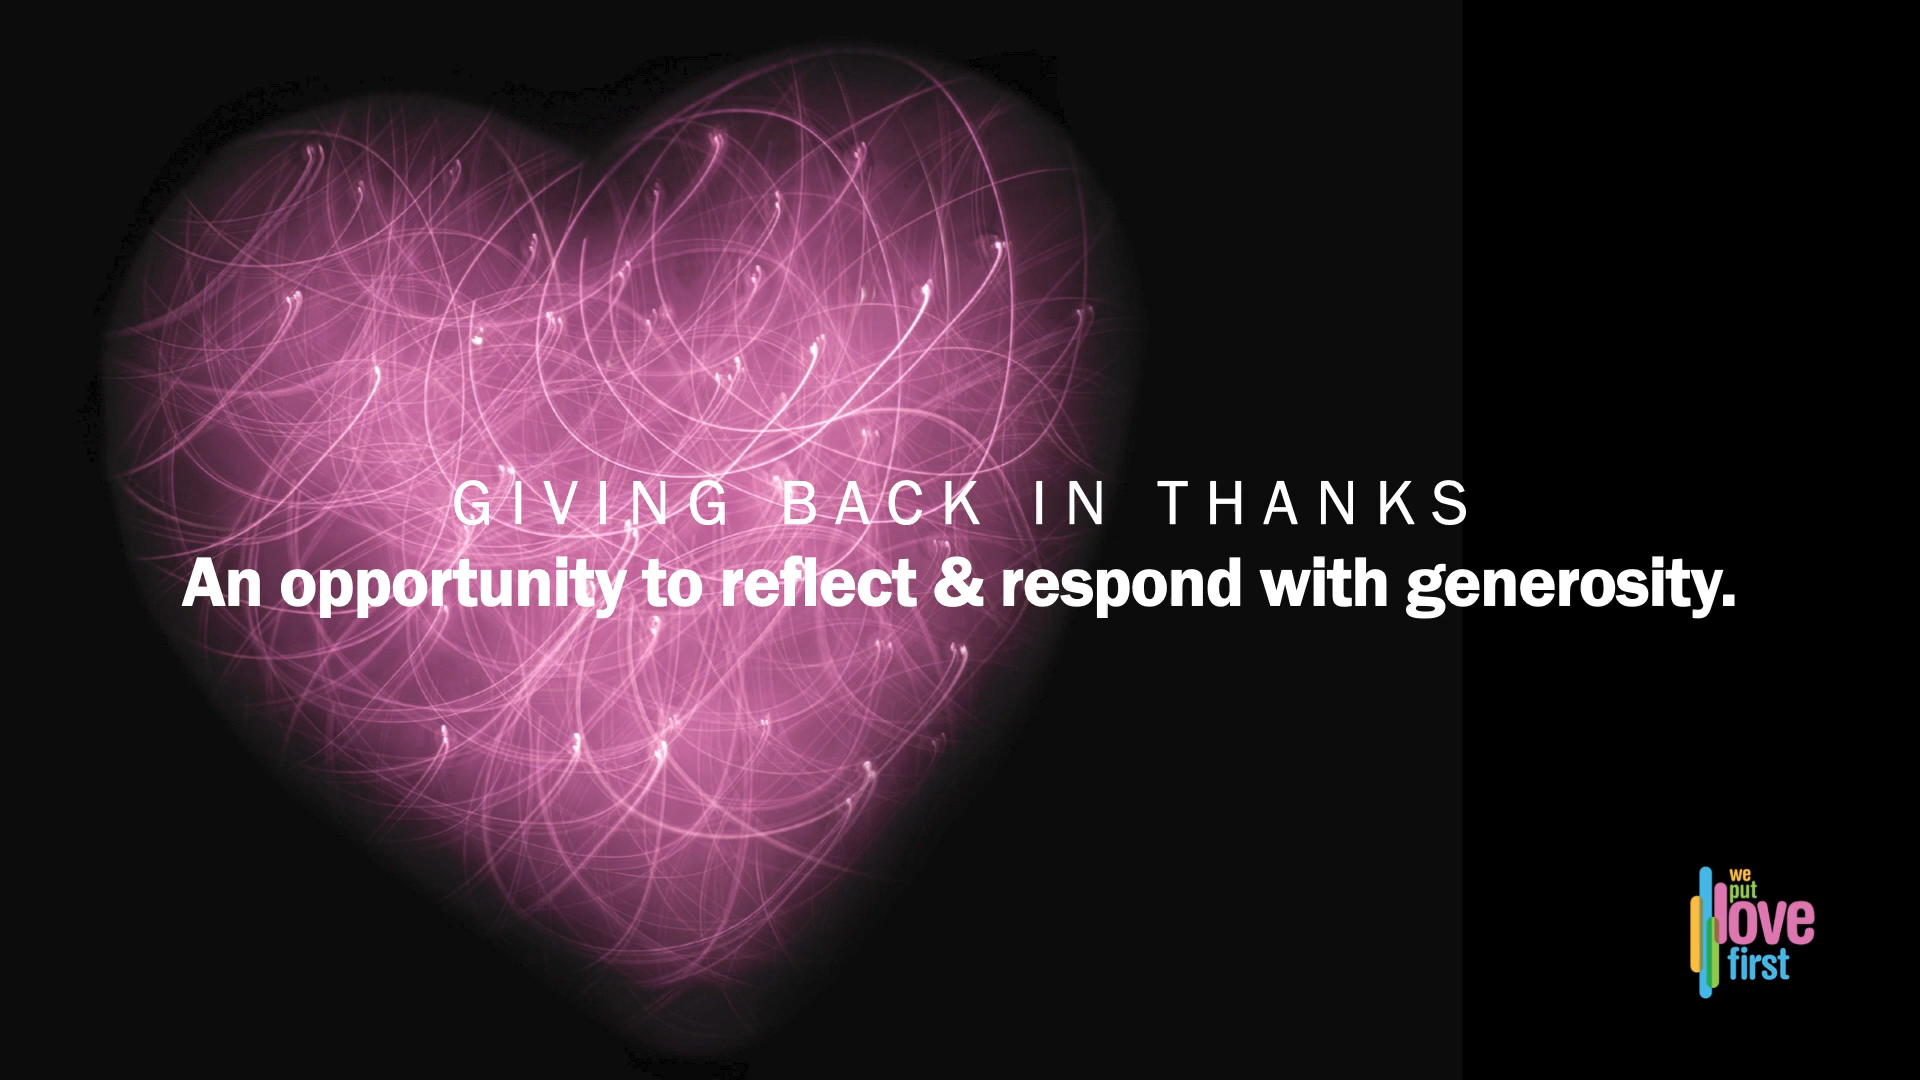 GIVING BACK IN THANKS
An opportunity to reflect & respond with generosity.
we
put
love
first